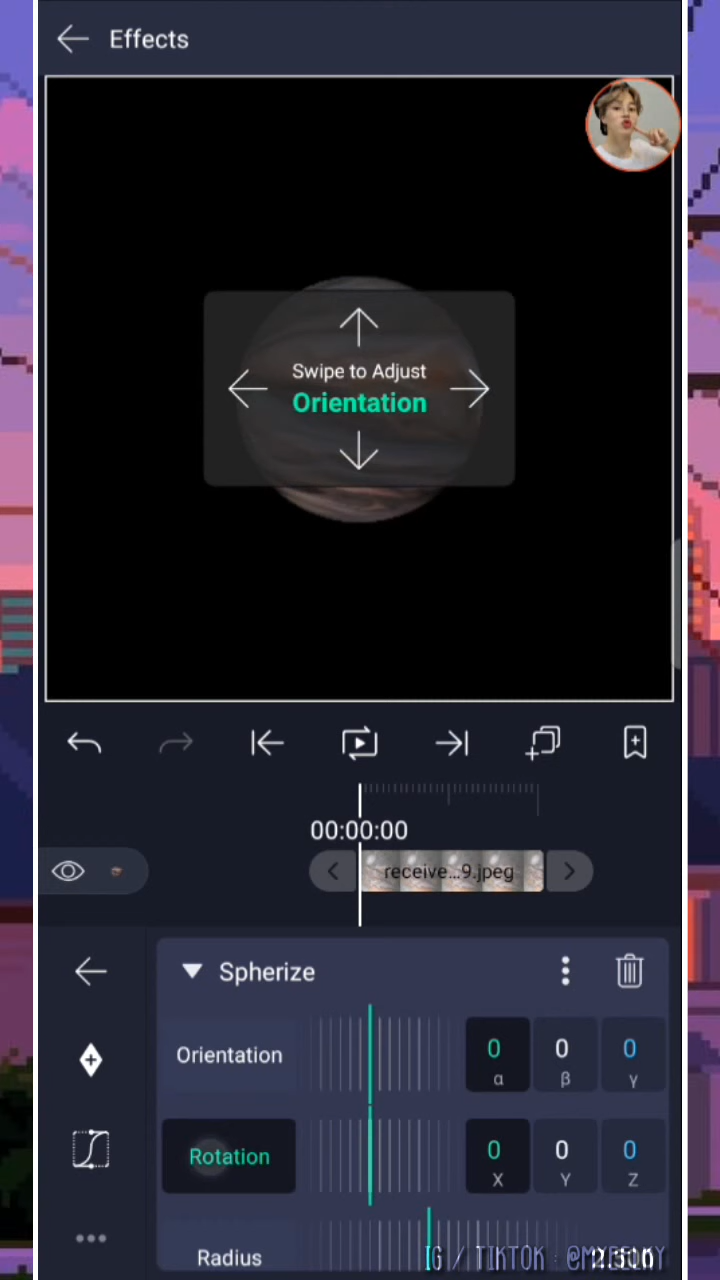 Effects
Swipe to Adjust
Orientation
00:00:00
receive...9.jpeg
Spherize
Orientation
0 0 0
α β γ
Rotation
0 0 0
X Y Z
Radius
IG / TIKTOK : @